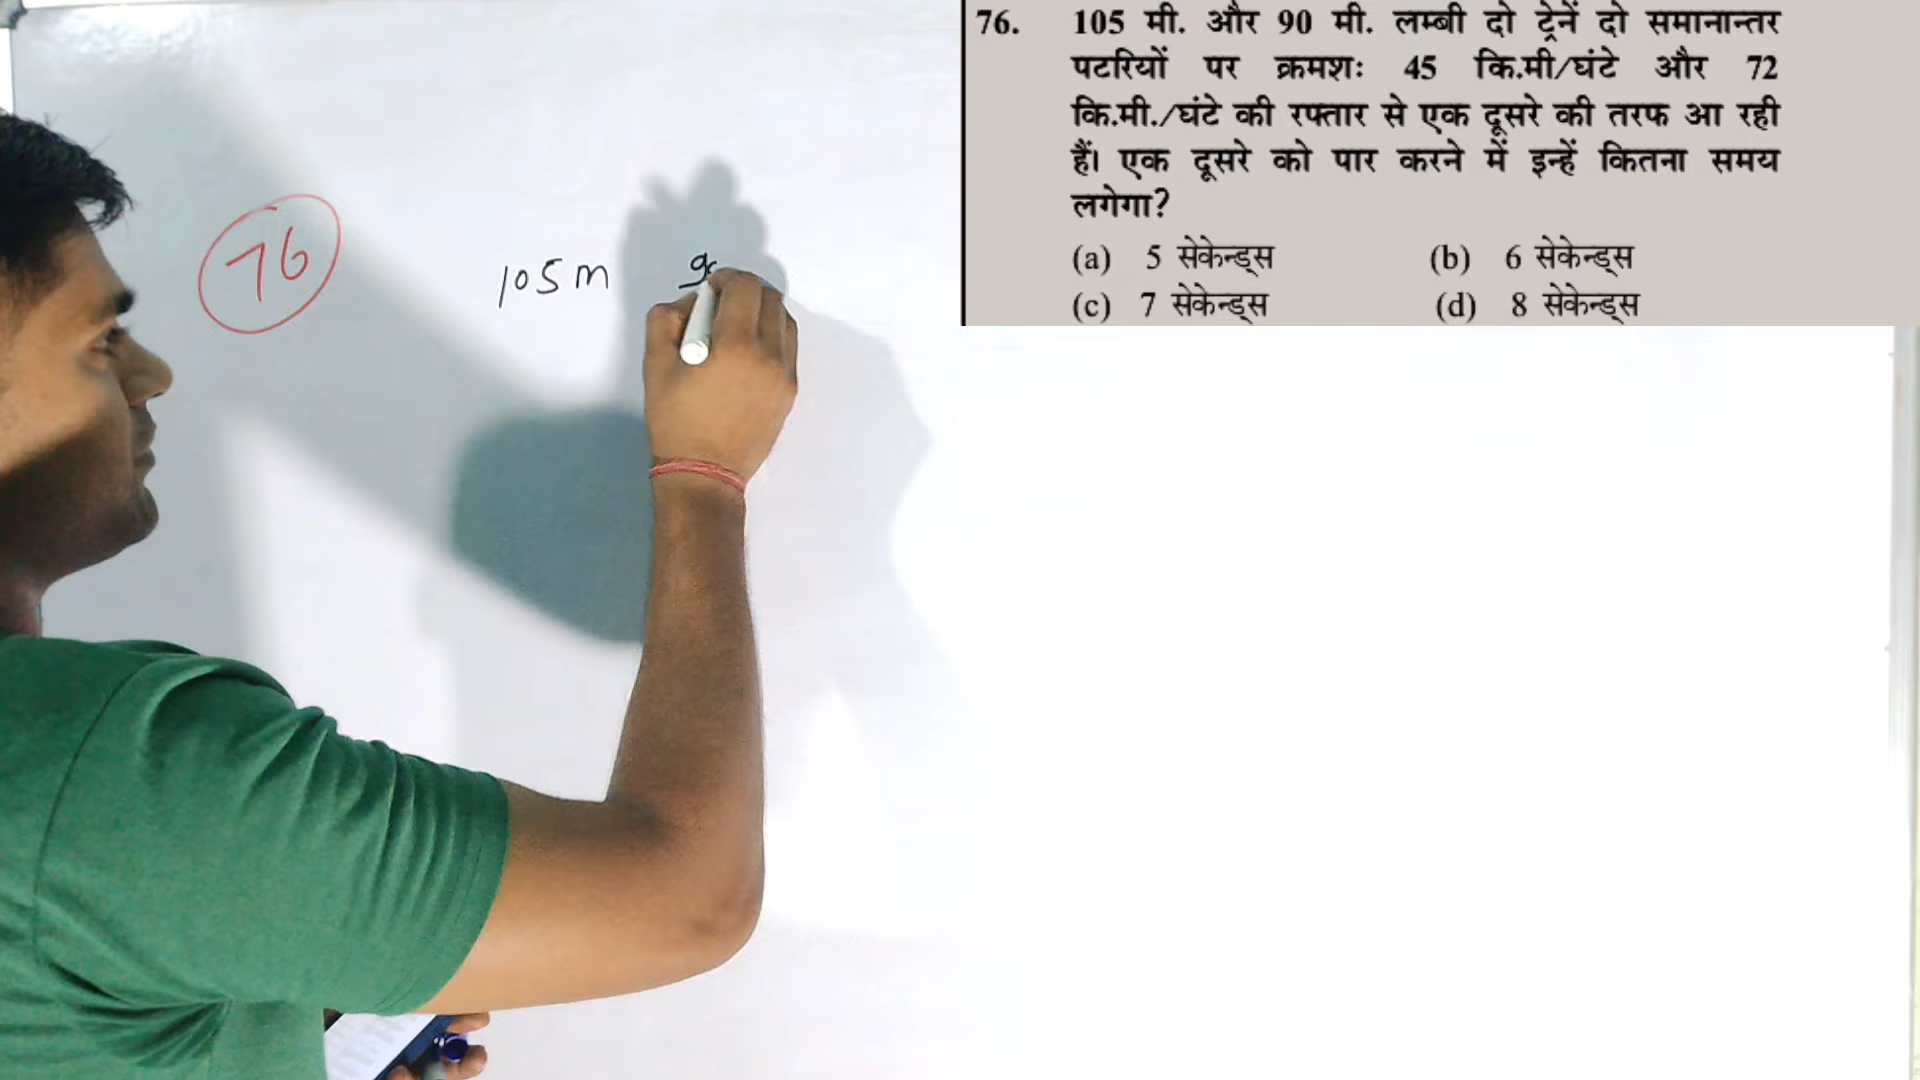 76. 105 मी. और 90 मी. लम्बी दो ट्रेनें दो समानान्तर
पटरियों पर क्रमशः 45 कि.मी/घंटे और 72
कि.मी./घंटे की रफ्तार से एक दूसरे की तरफ आ रही
हैं। एक दूसरे को पार करने में इन्हें कितना समय
लगेगा?
(a) 5 सेकेन्ड्स (b) 6 सेकेन्ड्स
(c) 7 सेकेन्ड्स (d) 8 सेकेन्ड्स
76
105 m